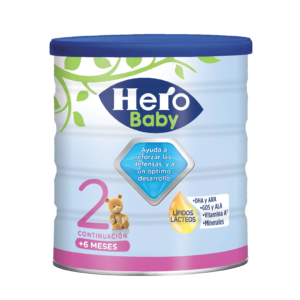 Hero
Baby
Ayuda a
reforzar las
defensas y a
un óptimo
desarrollo
2
CONTINUACIÓN
+6 MESES
LÍPIDOS
LÁCTEOS
•DHA y ARA
•GOS y ALA
•Vitamina A
•Minerales